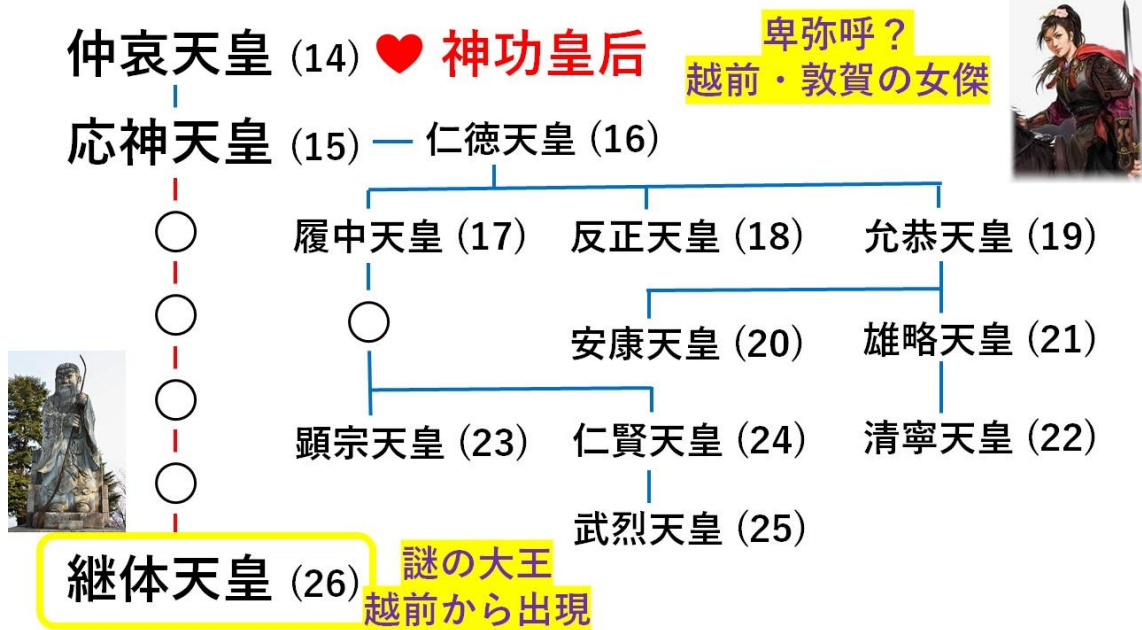 仲哀天皇 (14) ♥ 神功皇后
卑弥呼？
越前・敦賀の女傑
応神天皇 (15)
仁徳天皇 (16)
履中天皇 (17)
反正天皇 (18)
允恭天皇 (19)
安康天皇 (20)
雄略天皇 (21)
顕宗天皇 (23)
仁賢天皇 (24)
清寧天皇 (22)
武烈天皇 (25)
継体天皇 (26)
謎の大王
越前から出現